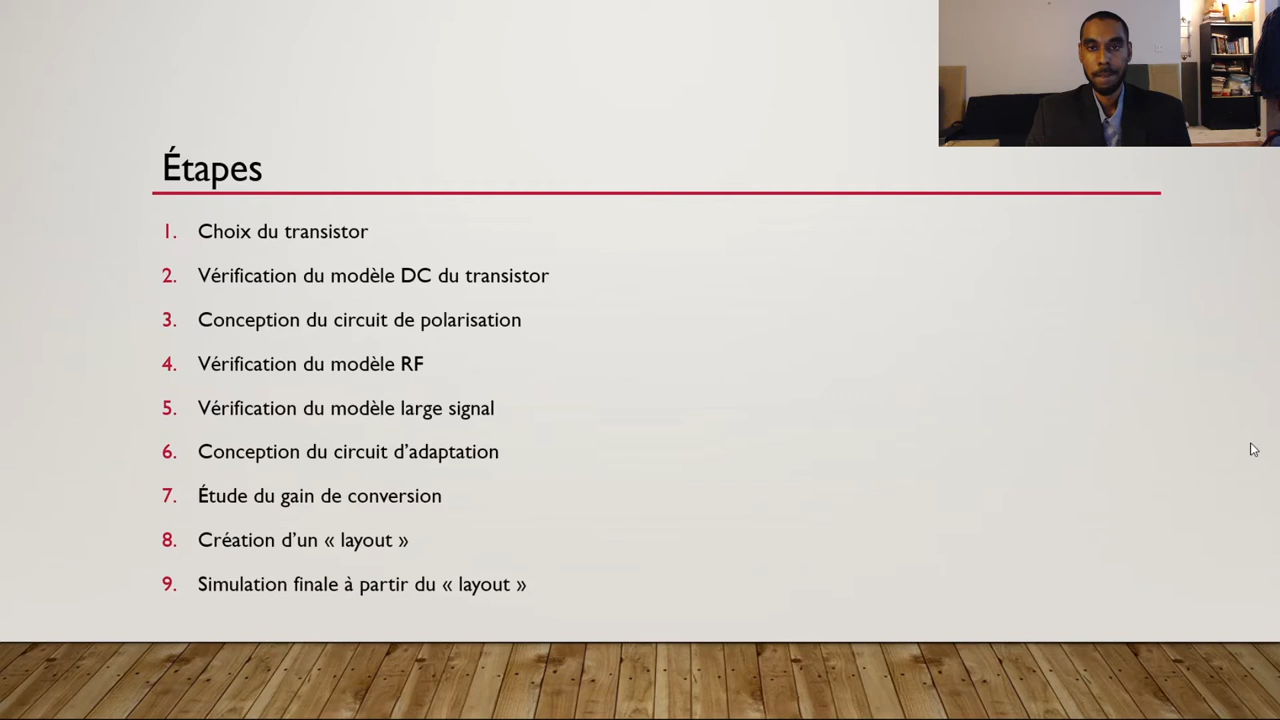 Étapes
1. Choix du transistor
2. Vérification du modèle DC du transistor
3. Conception du circuit de polarisation
4. Vérification du modèle RF
5. Vérification du modèle large signal
6. Conception du circuit d’adaptation
7. Étude du gain de conversion
8. Création d’un « layout »
9. Simulation finale à partir du « layout »